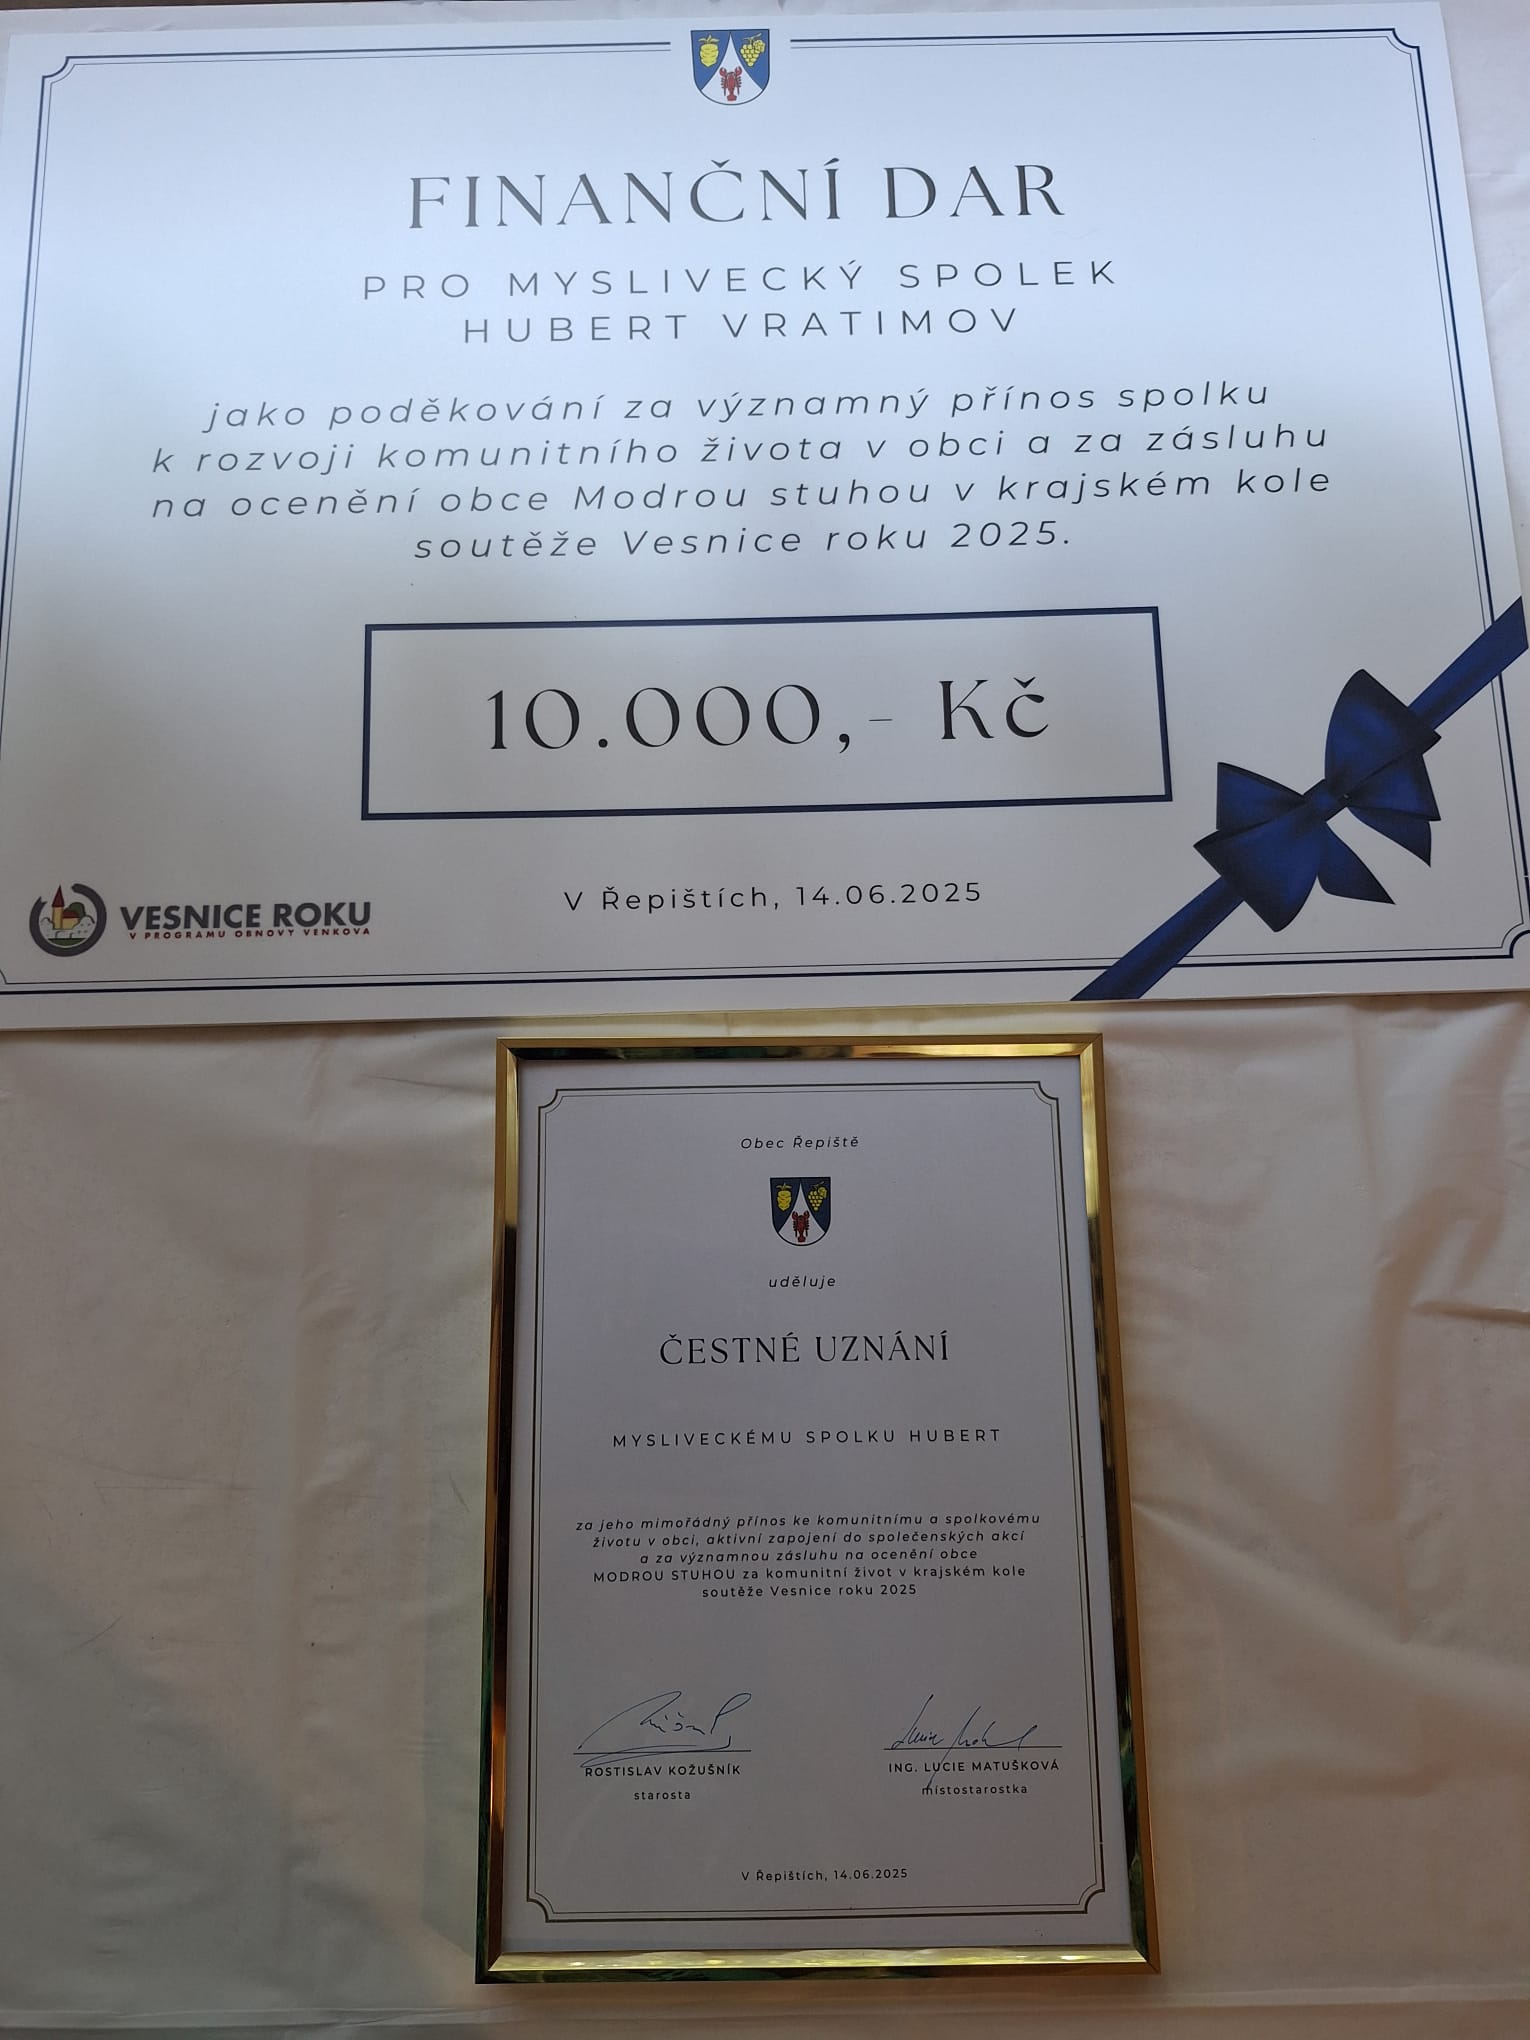 FINANČNÍ DAR
PRO MYSLIVECKÝ SPOLEK
HUBERT VRATIMOV
jako poděkování za významný přínos spolku
k rozvoji komunitního života v obci a za zásluhu
na ocenění obce Modrou stuhou v krajském kole
soutěže Vesnice roku 2025.
10.000,- Kč
V Řepištích, 14.06.2025
VESNICE ROKU
V PROGRAMU OBNOVY VENKOVA
Obec Řepiště
uděluje
ČESTNÉ UZNÁNÍ
MYSLIVECKÉMU SPOLKU HUBERT
za jeho mimořádný přínos ke komunitnímu a spolkovému
životu v obci, aktivní zapojení do společenských akcí
a za významnou zásluhu na ocenění obce
MODROU STUHOU za komunitní život v krajském kole
soutěže Vesnice roku 2025
ROSTISLAV KOŽUŠNÍK
starosta
ING. LUCIE MATUŠKOVÁ
místostarostka
V Řepištích, 14.06.2025